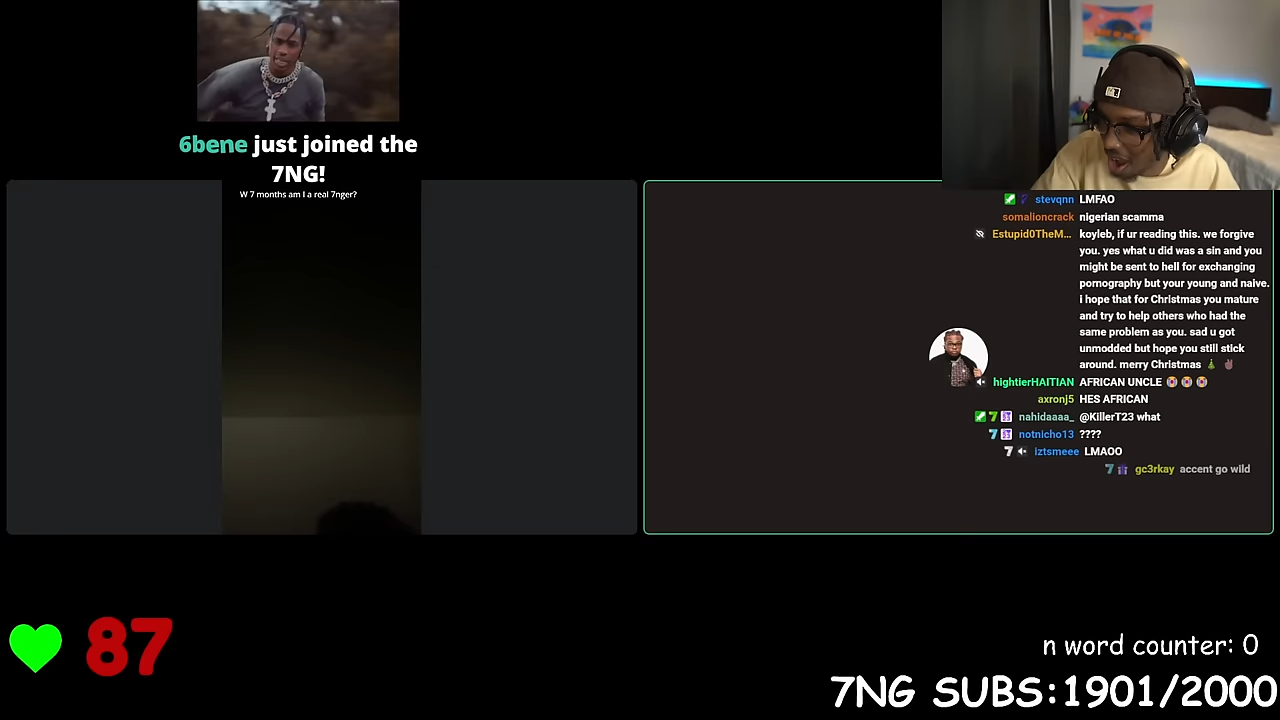 6bene just joined the
7NG!
W 7 months am I a real 7nger?
stevqnn LMFAO
somalioncrack nigerian scamma
Estupid0TheM... koyleb, if ur reading this. we forgive
you. yes what u did was a sin and you
might be sent to hell for exchanging
pornography but your young and naive.
i hope that for Christmas you mature
and try to help others who had the
same problem as you. sad u got
unmodded but hope you still stick
around. merry Christmas 🎄 ✌🏿
hightierHAITIAN AFRICAN UNCLE
axronj5 HES AFRICAN
7 nahidaaaa_ @KillerT23 what
7 notnicho13 ????
7 iztsmeee LMAOO
7 gc3rkay accent go wild
87
n word counter: 0
7NG SUBS:1901/2000